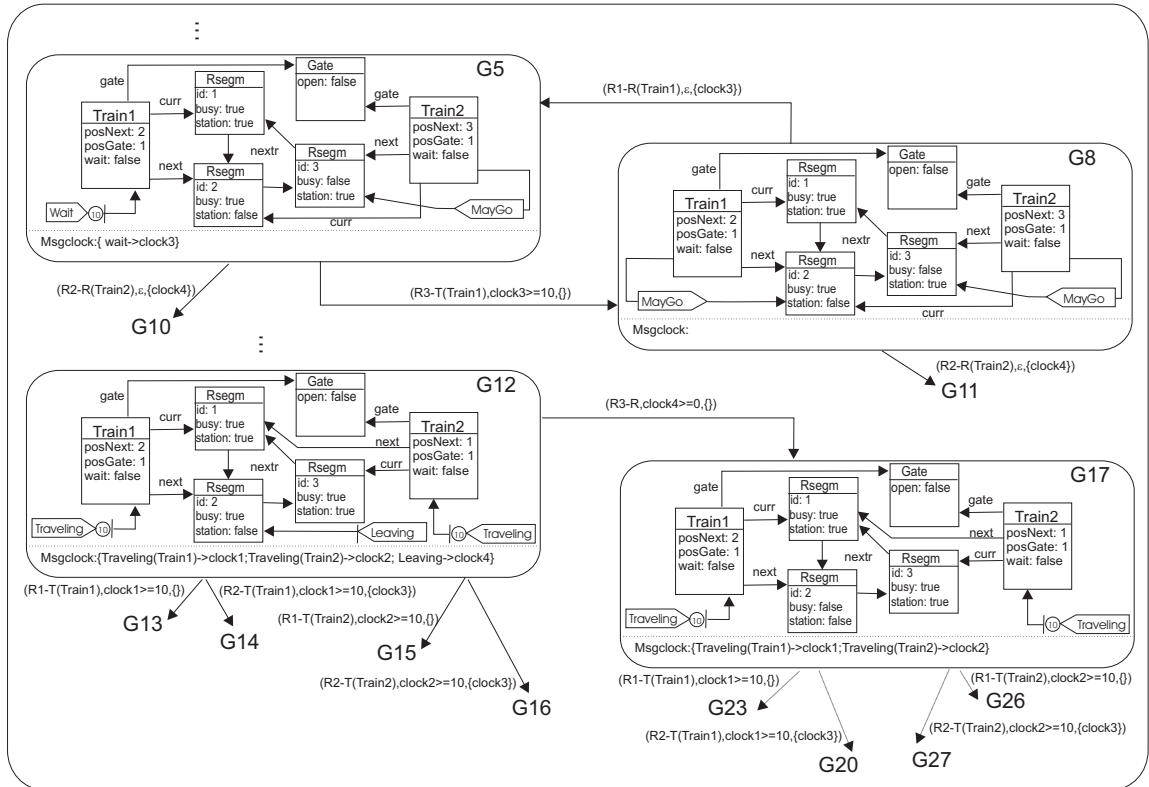 G5
Gate
open: false
gate
Rsegm
id: 1
busy: true
station: true
curr
gate
Train1
posNext: 2
posGate: 1
wait: false
Train2
posNext: 3
posGate: 1
wait: false
nextr
next
Rsegm
id: 3
busy: false
station: true
next
Rsegm
id: 2
busy: true
station: false
Wait
10
MayGo
curr
Msgclock:{ wait->clock3}
(R1-R(Train1),ε,{clock3})
G8
Gate
open: false
gate
Rsegm
id: 1
busy: true
station: true
curr
gate
Train1
posNext: 2
posGate: 1
wait: false
Train2
posNext: 3
posGate: 1
wait: false
nextr
next
Rsegm
id: 3
busy: false
station: true
next
Rsegm
id: 2
busy: true
station: false
MayGo
MayGo
curr
Msgclock:
(R2-R(Train2),ε,{clock4})
G10
(R3-T(Train1),clock3>=10,{})
(R2-R(Train2),ε,{clock4})
G11
G12
Gate
open: false
gate
Rsegm
id: 1
busy: true
station: true
curr
gate
Train1
posNext: 2
posGate: 1
wait: false
Train2
posNext: 1
posGate: 1
wait: false
next
nextr
curr
Rsegm
id: 3
busy: true
station: true
next
Rsegm
id: 2
busy: true
station: false
Traveling
10
Leaving
10
Traveling
Msgclock:{Traveling(Train1)->clock1;Traveling(Train2)->clock2; Leaving->clock4}
(R3-R,clock4>=0,{})
G17
Gate
open: false
gate
Rsegm
id: 1
busy: true
station: true
curr
gate
Train1
posNext: 2
posGate: 1
wait: false
Train2
posNext: 1
posGate: 1
wait: false
next
nextr
curr
Rsegm
id: 3
busy: true
station: true
next
Rsegm
id: 2
busy: false
station: false
Traveling
10
10
Traveling
Msgclock:{Traveling(Train1)->clock1;Traveling(Train2)->clock2}
(R1-T(Train1),clock1>=10,{})
G13
(R2-T(Train1),clock1>=10,{clock3})
G14
(R1-T(Train2),clock2>=10,{})
G15
(R2-T(Train2),clock2>=10,{clock3})
G16
(R1-T(Train1),clock1>=10,{})
G23
(R2-T(Train1),clock1>=10,{clock3})
G20
(R1-T(Train2),clock2>=10,{})
G26
(R2-T(Train2),clock2>=10,{clock3})
G27